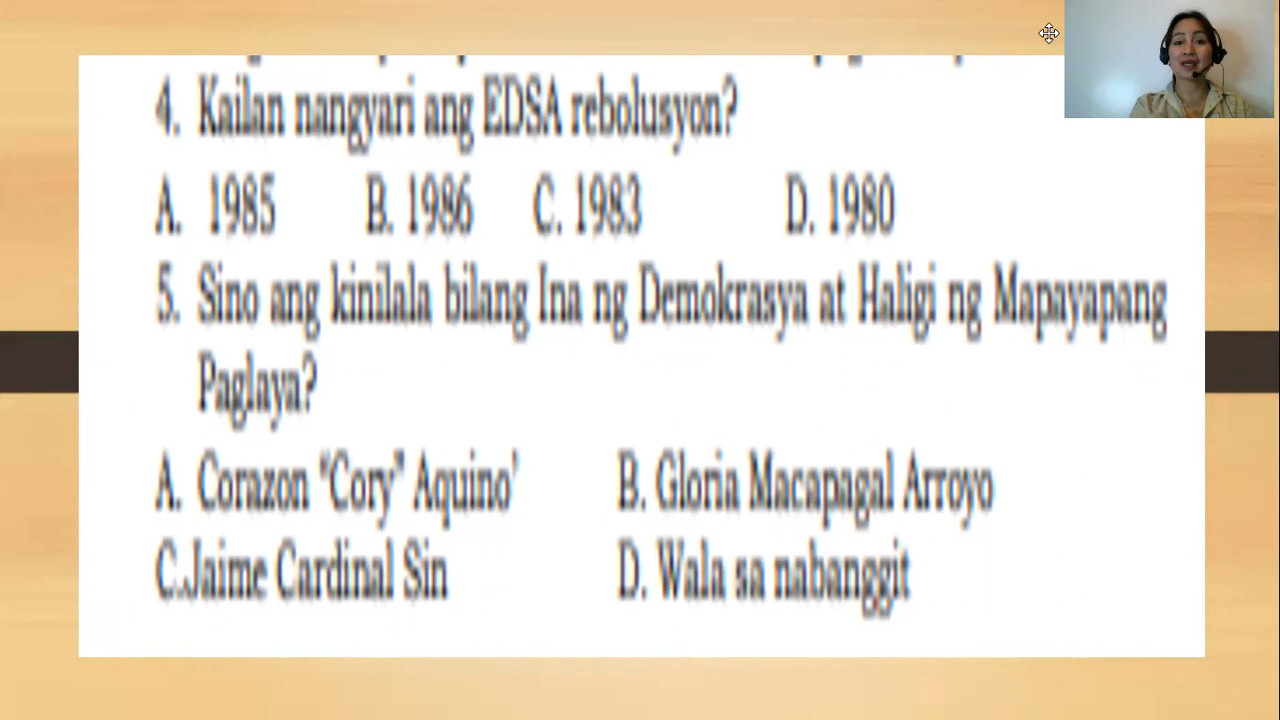 4. Kailan nangyari ang EDSA rebolusyon?
A. 1985 B. 1986 C. 1983 D. 1980
5. Sino ang kinilala bilang Ina ng Demokrasya at Haligi ng Mapayapang
Paglaya?
A. Corazon "Cory" Aquino' B. Gloria Macapagal Arroyo
C.Jaime Cardinal Sin D. Wala sa nabanggit